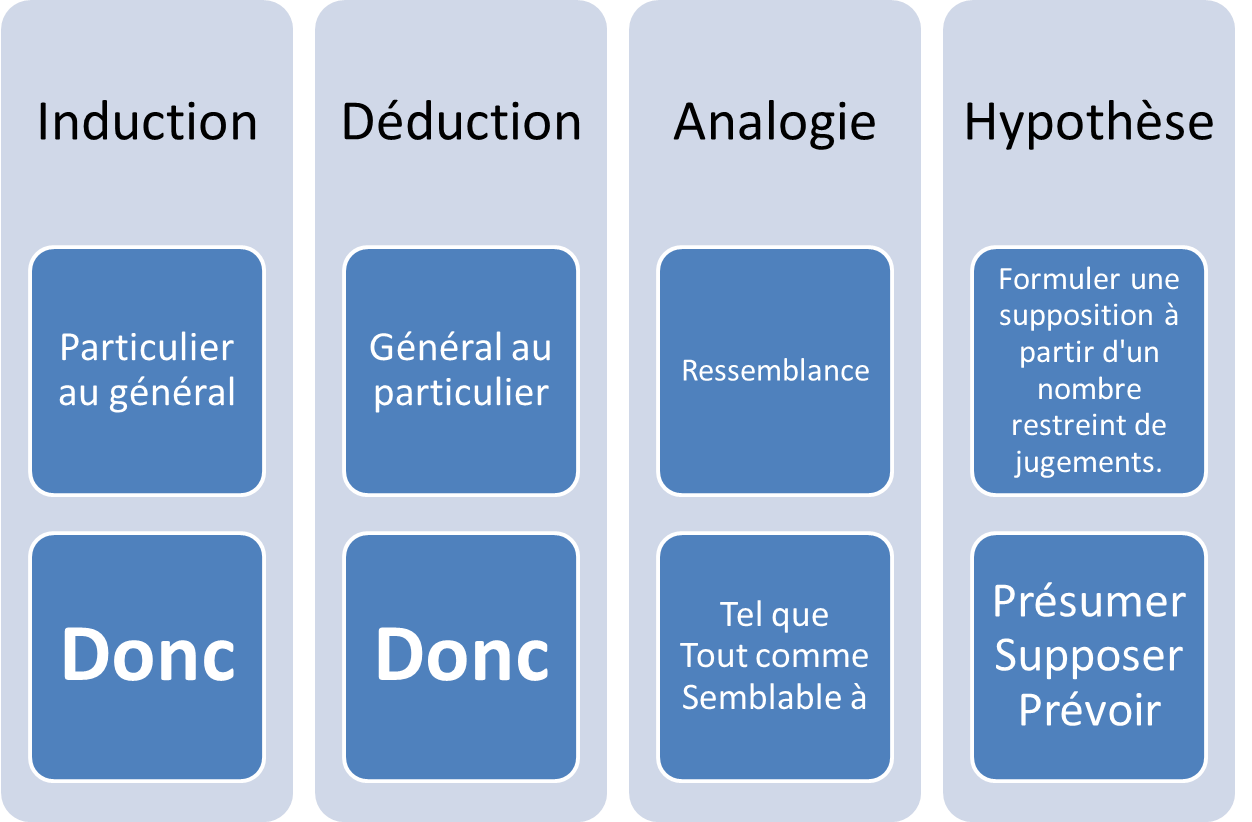 Induction
Particulier
au général
Donc
Déduction
Général au
particulier
Donc
Analogie
Ressemblance
Tel que
Tout comme
Semblable à
Hypothèse
Formuler une
supposition à
partir d'un
nombre
restreint de
jugements.
Présumer
Supposer
Prévoir